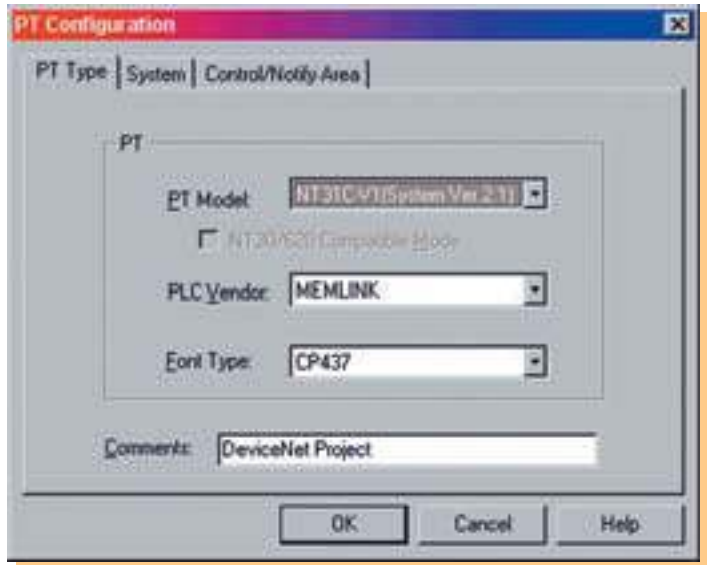 PT Configuration
PT Type System Control/Notify Area
PT
PT Model: NT31C-V1(System Ver 2.1)
NT20/620 Compatible Mode
PLC Vendor: MEMLINK
Font Type: CP437
Comments: DeviceNet Project
OK Cancel Help